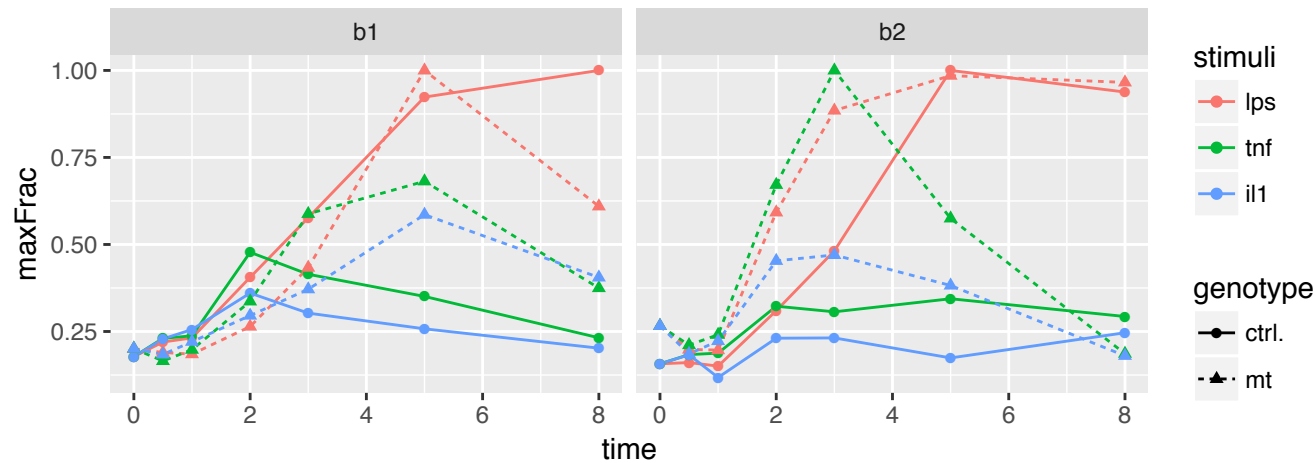 b1
b2
1.00
0.75
0.50
0.25
maxFrac
0 2 4 6 8
0 2 4 6 8
time
stimuli
lps
tnf
il1
genotype
ctrl.
mt